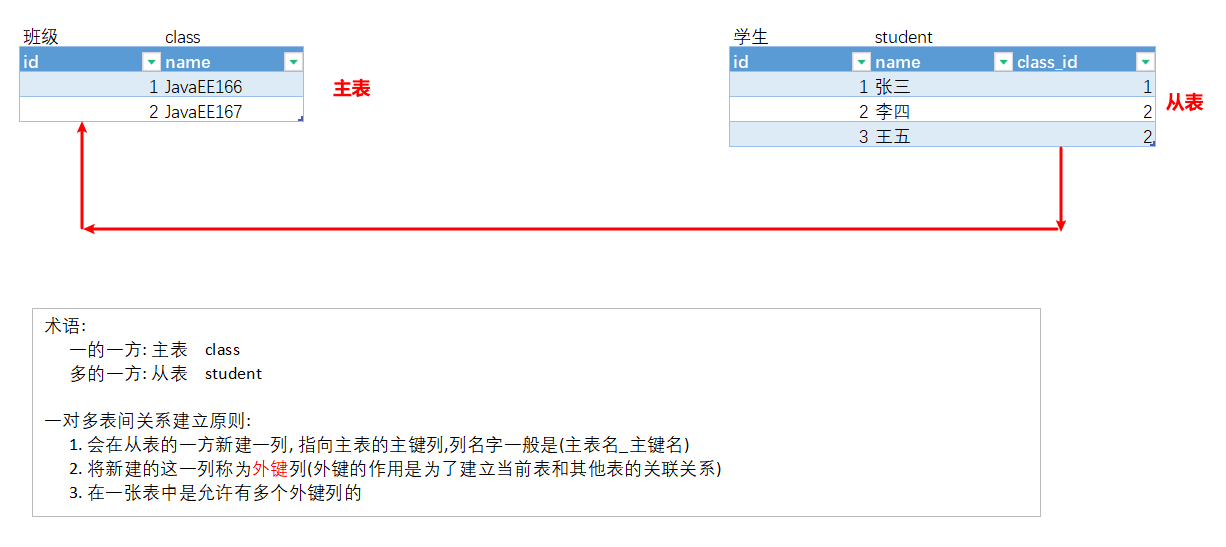 班级 class
id name
1 JavaEE166
2 JavaEE167
主表
学生 student
id name class_id
1 张三 1
2 李四 2
3 王五 2
从表
术语:
一的一方: 主表 class
多的一方: 从表 student
一对多表间关系建立原则:
1. 会在从表的一方新建一列, 指向主表的主键列,列名字一般是(主表名_主键名)
2. 将新建的这一列称为外键列(外键的作用是为了建立当前表和其他表的关联关系)
3. 在一张表中是允许有多个外键列的